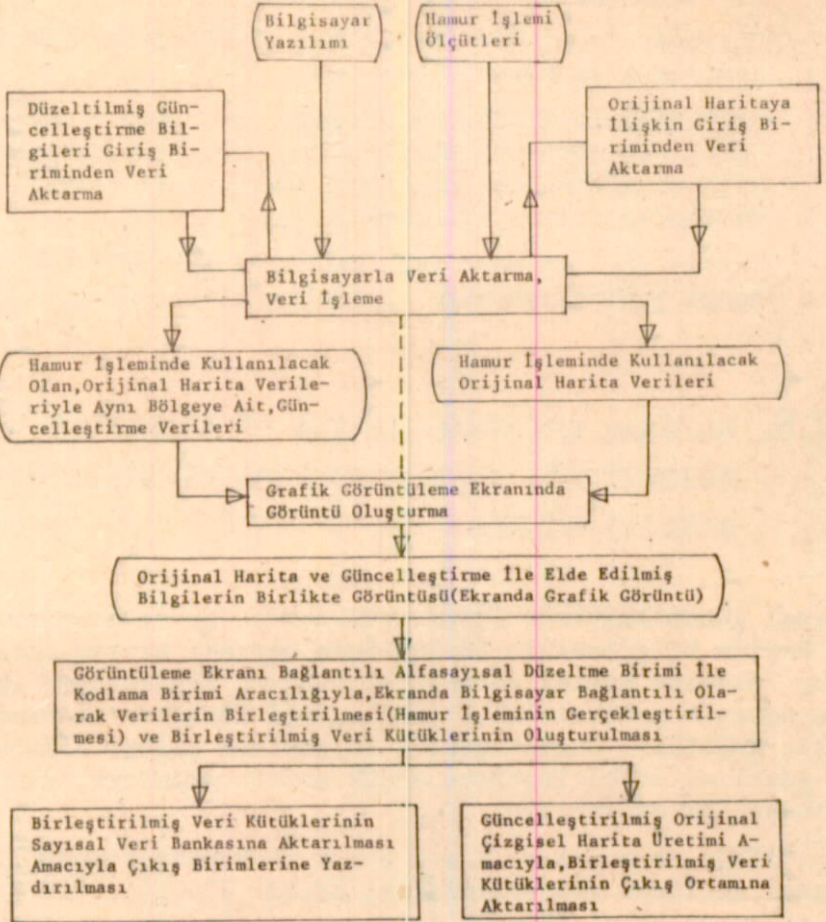 Bilgisayar
Yazılımı
Hamur İşlemi
Ölçütleri
Düzeltilmiş Gün-
celleştirme Bil-
gileri Giriş Bi-
riminden Veri
Aktarma
Orijinal Haritaya
İlişkin Giriş Bi-
riminden Veri
Aktarma
Bilgisayarla Veri Aktarma,
Veri İşleme
Hamur İşleminde Kullanılacak
Olan,Orijinal Harita Verile-
riyle Aynı Bölgeye Ait,Gün-
celleştirme Verileri
Hamur İşleminde Kullanılacak
Orijinal Harita Verileri
Grafik Görüntüleme Ekranında
Görüntü Oluşturma
Orijinal Harita ve Güncelleştirme İle Elde Edilmiş
Bilgilerin Birlikte Görüntüsü(Ekranda Grafik Görüntü)
Görüntüleme Ekranı Bağlantılı Alfasayısal Düzeltme Birimi İle
Kodlama Birimi Aracılığıyla,Ekranda Bilgisayar Bağlantılı Ola-
rak Verilerin Birleştirilmesi(Hamur İşleminin Gerçekleştiril-
mesi) ve Birleştirilmiş Veri Kütüklerinin Oluşturulması
Birleştirilmiş Veri Kütüklerinin
Sayısal Veri Bankasına Aktarılması
Amacıyla Çıkış Birimlerine Yaz-
dırılması
Güncelleştirilmiş Orijinal
Çizgisel Harita Üretimi A-
macıyla,Birleştirilmiş Veri
Kütüklerinin Çıkış Ortamına
Aktarılması